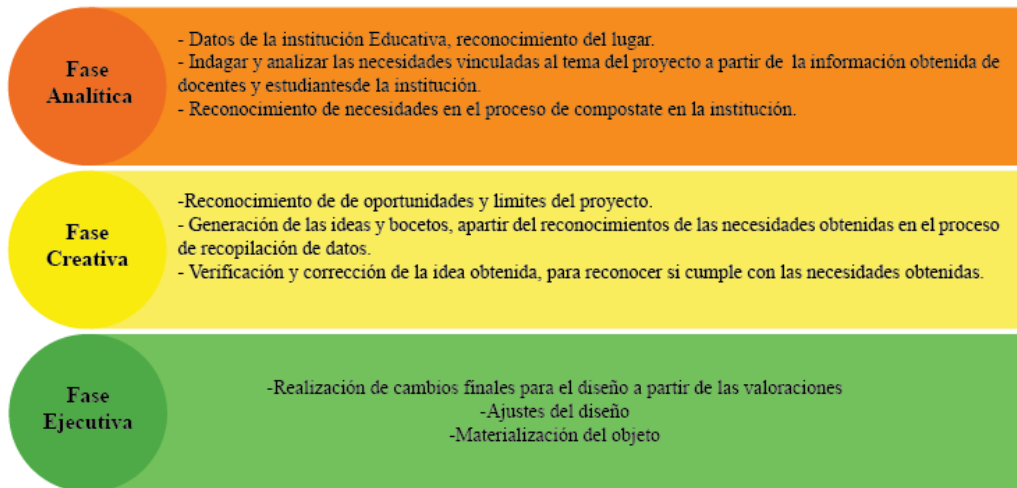 Fase
Analítica
- Datos de la institución Educativa, reconocimiento del lugar.
- Indagar y analizar las necesidades vinculadas al tema del proyecto a partir de la información obtenida de
docentes y estudiantesde la institución.
- Reconocimiento de necesidades en el proceso de compostate en la institución.
Fase
Creativa
-Reconocimiento de de oportunidades y limites del proyecto.
- Generación de las ideas y bocetos, apartir del reconocimientos de las necesidades obtenidas en el proceso
de recopilación de datos.
- Verificación y corrección de la idea obtenida, para reconocer si cumple con las necesidades obtenidas.
Fase
Ejecutiva
-Realización de cambios finales para el diseño a partir de las valoraciones
-Ajustes del diseño
-Materialización del objeto